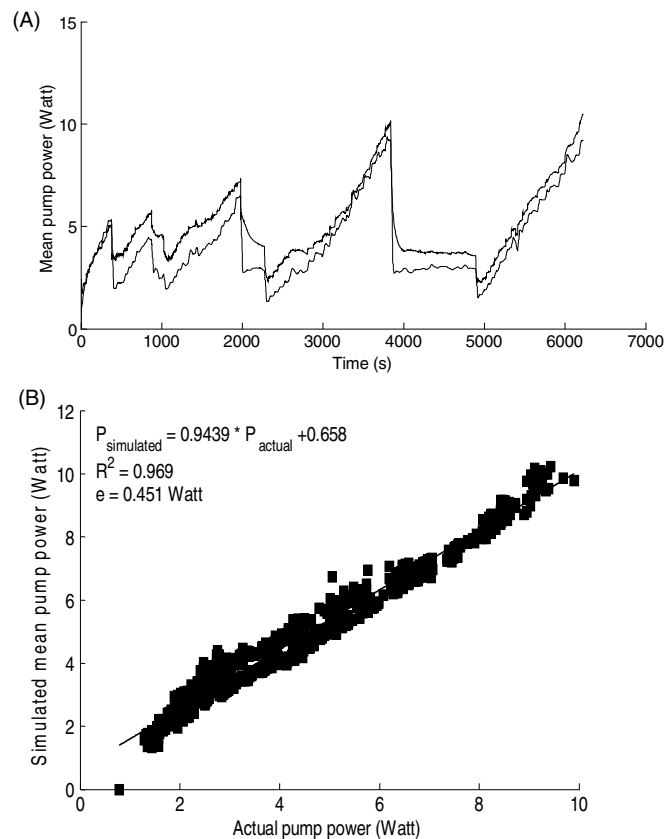 (A)
15
10
5
0
Mean pump power (Watt)
0 1000 2000 3000 4000 5000 6000 7000
Time (s)
(B)
12
10
8
6
4
2
0
Simulated mean pump power (Watt)
P_simulated = 0.9439 * P_actual +0.658
R² = 0.969
e = 0.451 Watt
0 2 4 6 8 10
Actual pump power (Watt)